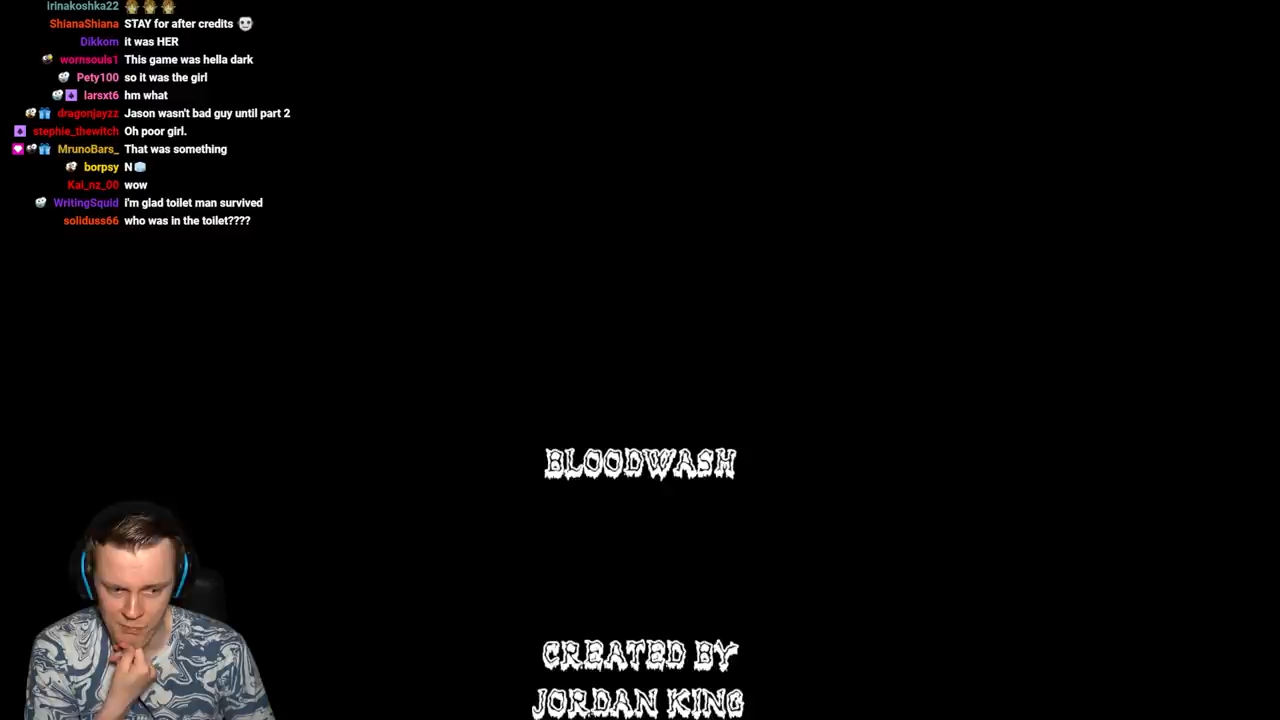 irinakoshka22
ShianaShiana STAY for after credits
Dikkom it was HER
wornsouls1 This game was hella dark
Pety100 so it was the girl
larsxt6 hm what
dragonjayzz Jason wasn't bad guy until part 2
stephie_thewitch Oh poor girl.
MrunoBars_ That was something
borpsy N
Kai_nz_00 wow
WritingSquid i'm glad toilet man survived
soliduss66 who was in the toilet????
BLOODWASH
CREATED BY
JORDAN KING